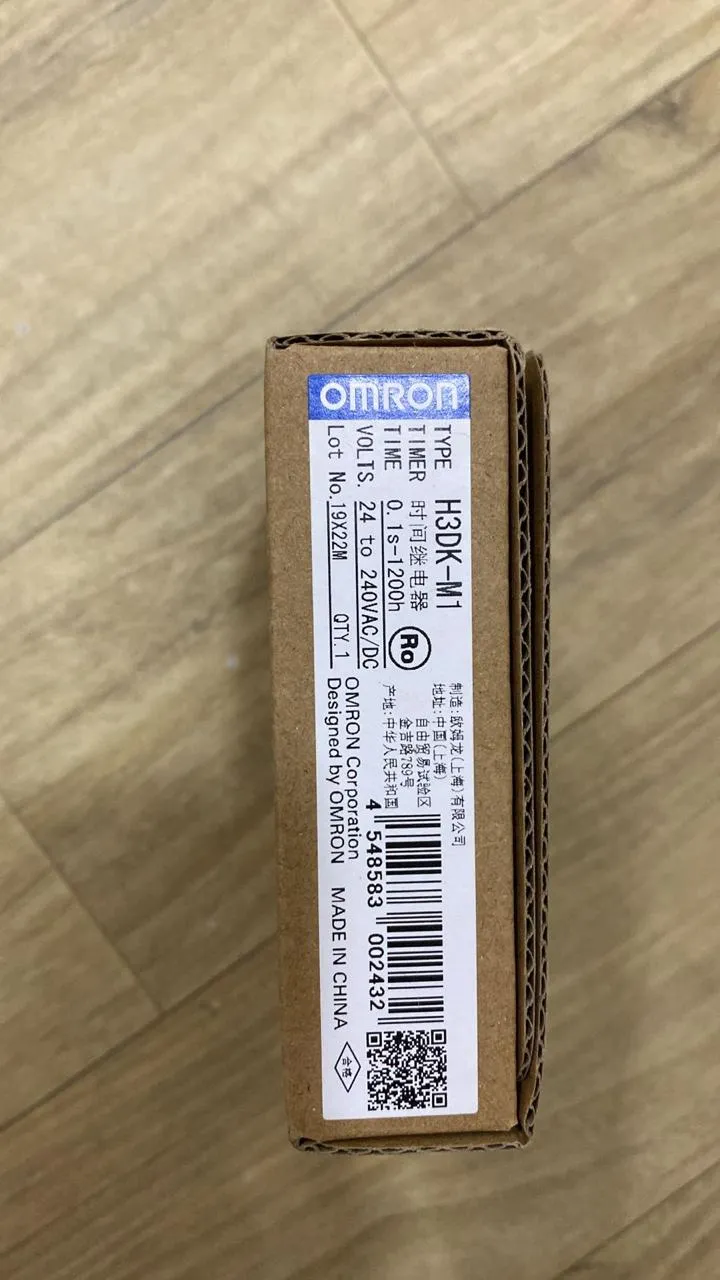 OMRON
TYPE H3DK-M1
TIMER 时间继电器
TIME 0.1s-1200h
VOLTS. 24 to 240VAC/DC
Lot No. 19X22M QTY. 1
Ro
制造:欧姆龙(上海)有限公司
地址:中国(上海)
自由贸易试验区
金吉路789号
产地:中华人民共和国
OMRON Corporation
Designed by OMRON MADE IN CHINA
4 548583 002432
合格